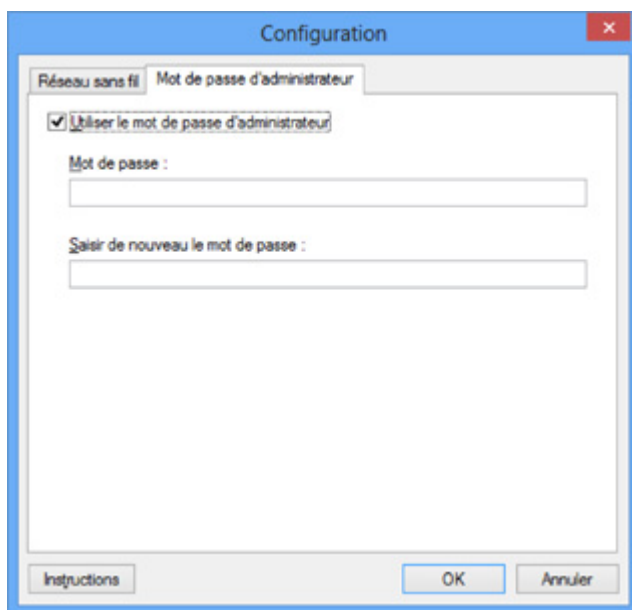 Configuration
Réseau sans fil Mot de passe d'administrateur
Utiliser le mot de passe d'administrateur
Mot de passe :
Saisir de nouveau le mot de passe :
Instructions OK Annuler